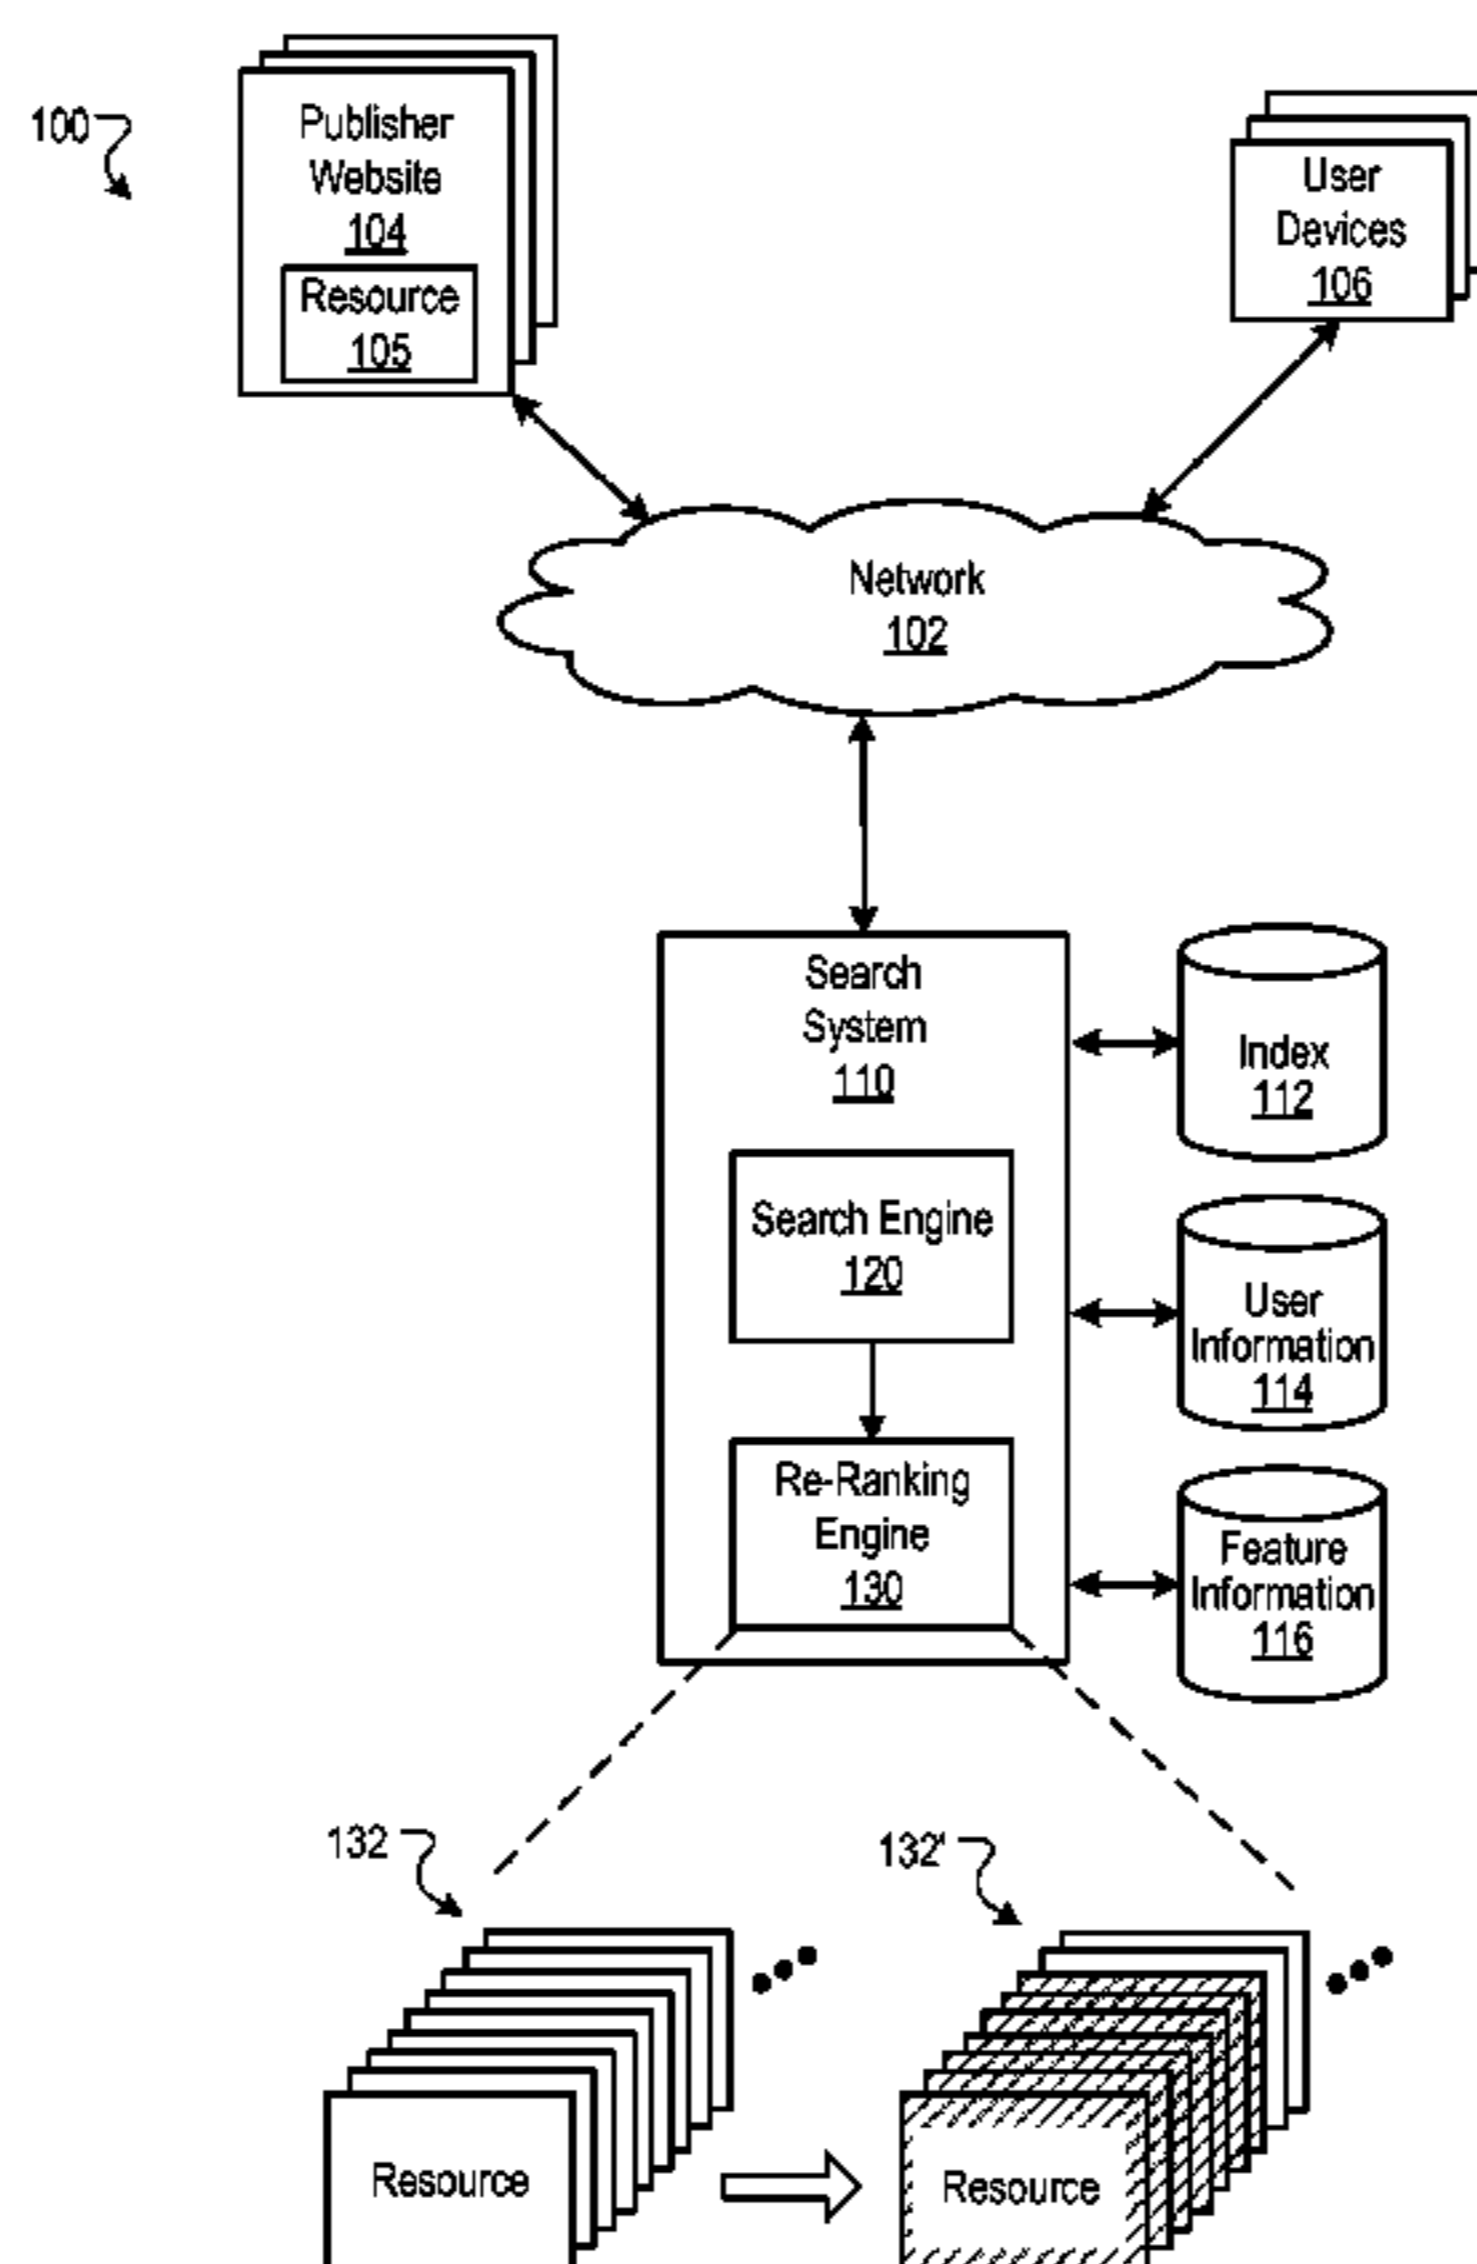 100
Publisher
Website
104
Resource
105
User
Devices
106
Network
102
Search
System
110
Index
112
Search Engine
120
User
Information
114
Re-Ranking
Engine
130
Feature
Information
116
132
132'
Resource
Resource